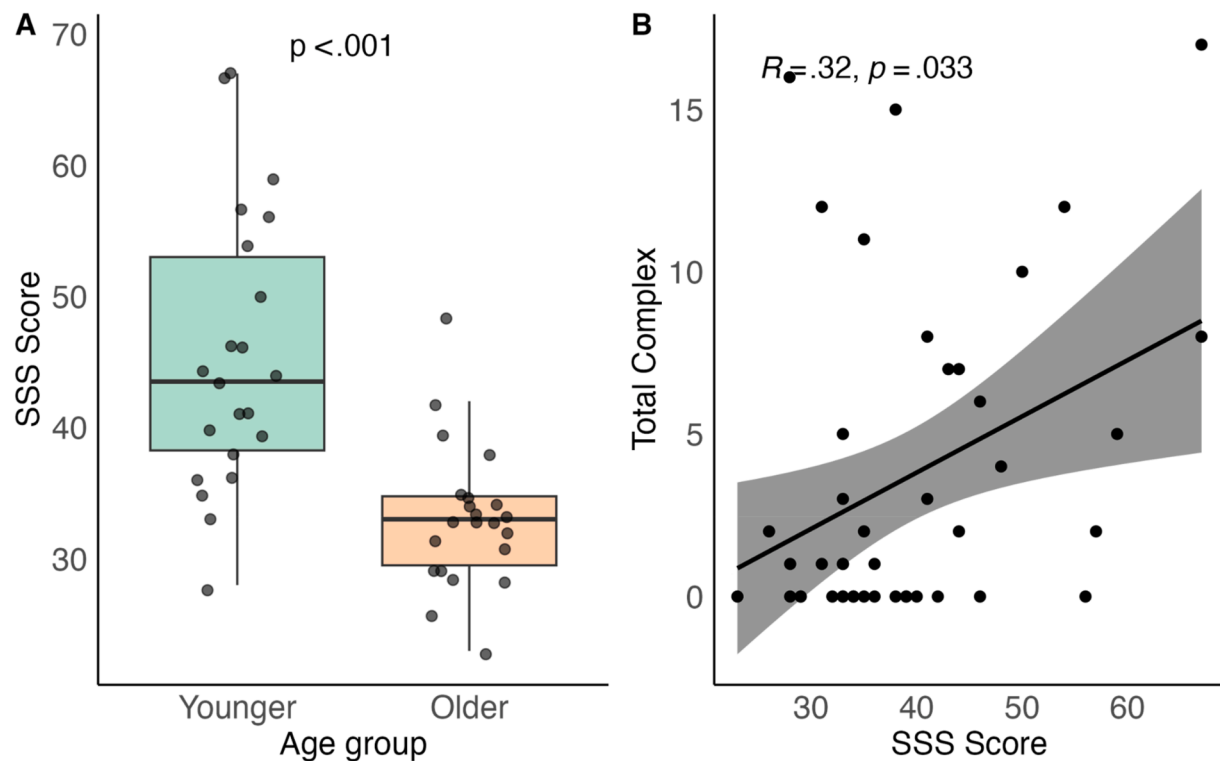 A
p <.001
SSS Score
70
60
50
40
30
Younger
Older
Age group
B
R=.32, p =.033
Total Complex
15
10
5
0
30
40
50
60
SSS Score